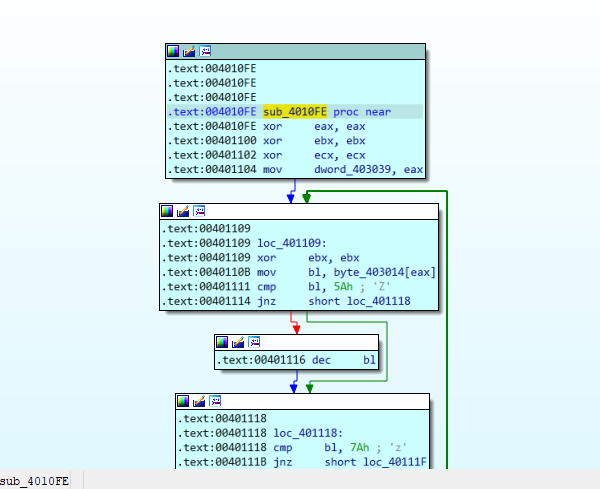 .text:004010FE
.text:004010FE
.text:004010FE
.text:004010FE sub_4010FE proc near
.text:004010FE xor eax, eax
.text:00401100 xor ebx, ebx
.text:00401102 xor ecx, ecx
.text:00401104 mov dword_403039, eax
.text:00401109
.text:00401109 loc_401109:
.text:00401109 xor ebx, ebx
.text:0040110B mov bl, byte_403014[eax]
.text:00401111 cmp bl, 5Ah ; 'Z'
.text:00401114 jnz short loc_401118
.text:00401116 dec bl
.text:00401118
.text:00401118 loc_401118:
.text:00401118 cmp bl, 7Ah ; 'z'
.text:0040111B jnz short loc_40111F
sub_4010FE